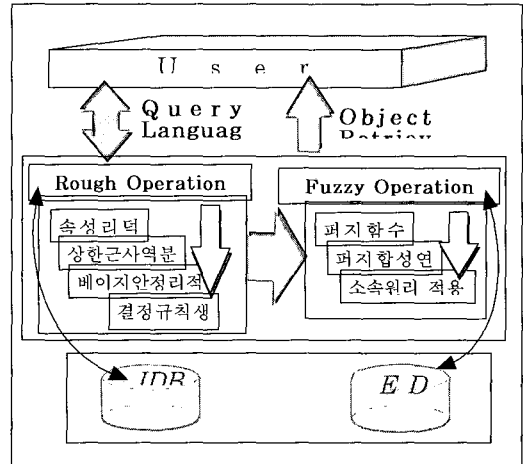 User
Query
Languag
Object
Retriev
Rough Operation
속성리덕
상한근사역분
베이지안정리적
결정규칙생
Fuzzy Operation
퍼지함수
퍼지합성연
소속원리 적용
IDB
E D